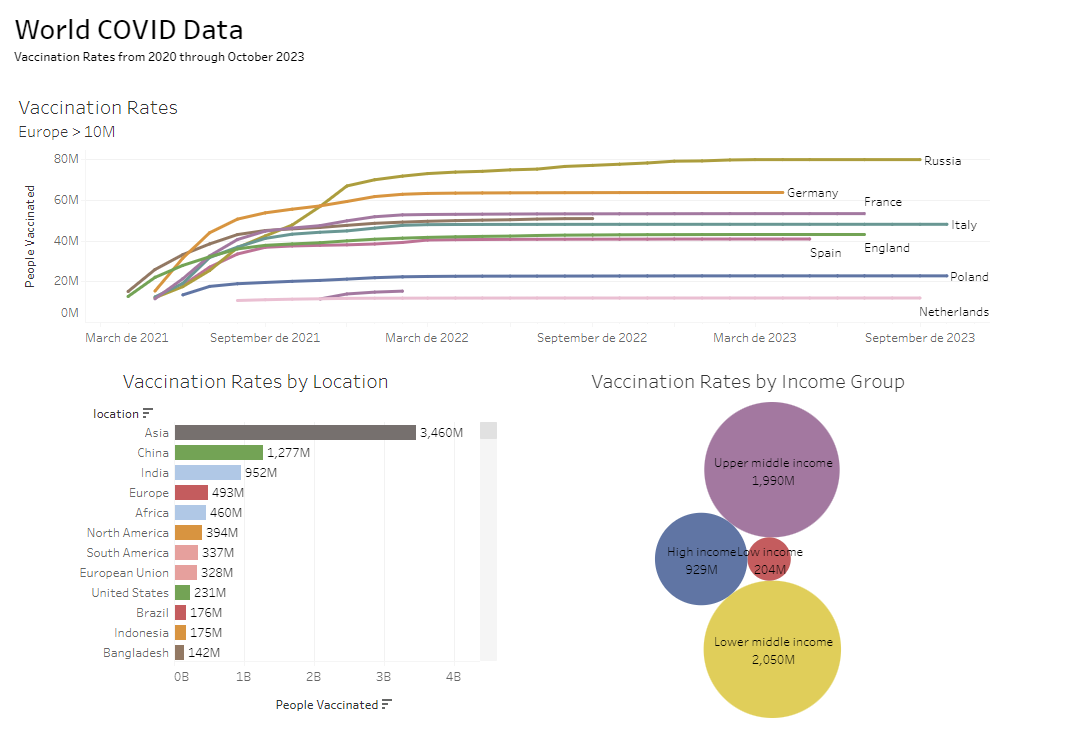 World COVID Data
Vaccination Rates from 2020 through October 2023
Vaccination Rates
Europe > 10M
People Vaccinated
80M
60M
40M
20M
0M
Russia
Germany
France
Italy
England
Spain
Poland
Netherlands
March de 2021
September de 2021
March de 2022
September de 2022
March de 2023
September de 2023
Vaccination Rates by Location
location
Asia 3,460M
China 1,277M
India 952M
Europe 493M
Africa 460M
North America 394M
South America 337M
European Union 328M
United States 231M
Brazil 176M
Indonesia 175M
Bangladesh 142M
0B 1B 2B 3B 4B
People Vaccinated
Vaccination Rates by Income Group
Upper middle income
1,990M
High income
929M
Low income
204M
Lower middle income
2,050M